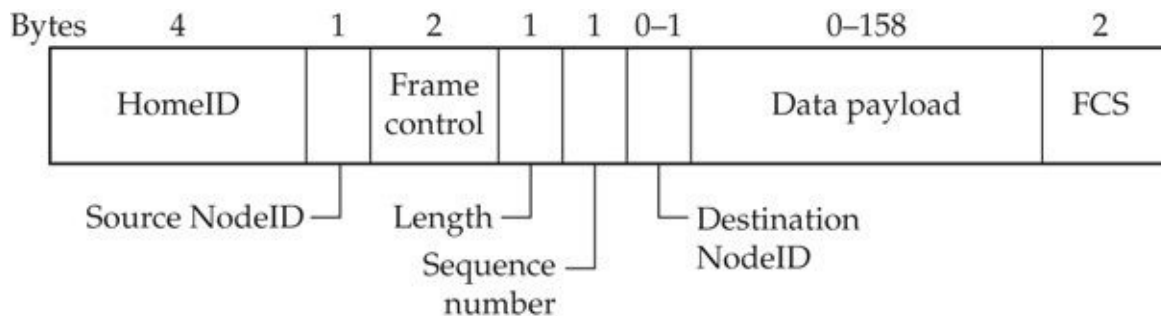 Bytes 4 1 2 1 1 0–1 0–158 2
HomeID Frame control Data payload FCS
Source NodeID Length Destination NodeID
Sequence number